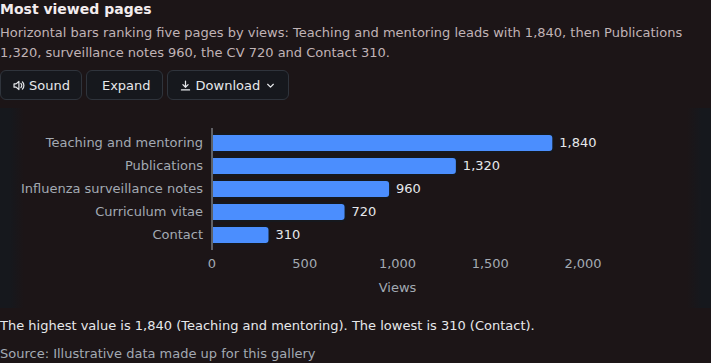 Most viewed pages
Horizontal bars ranking five pages by views: Teaching and mentoring leads with 1,840, then Publications
1,320, surveillance notes 960, the CV 720 and Contact 310.
Sound Expand Download
Teaching and mentoring 1,840
Publications 1,320
Influenza surveillance notes 960
Curriculum vitae 720
Contact 310
0 500 1,000 1,500 2,000
Views
The highest value is 1,840 (Teaching and mentoring). The lowest is 310 (Contact).
Source: Illustrative data made up for this gallery